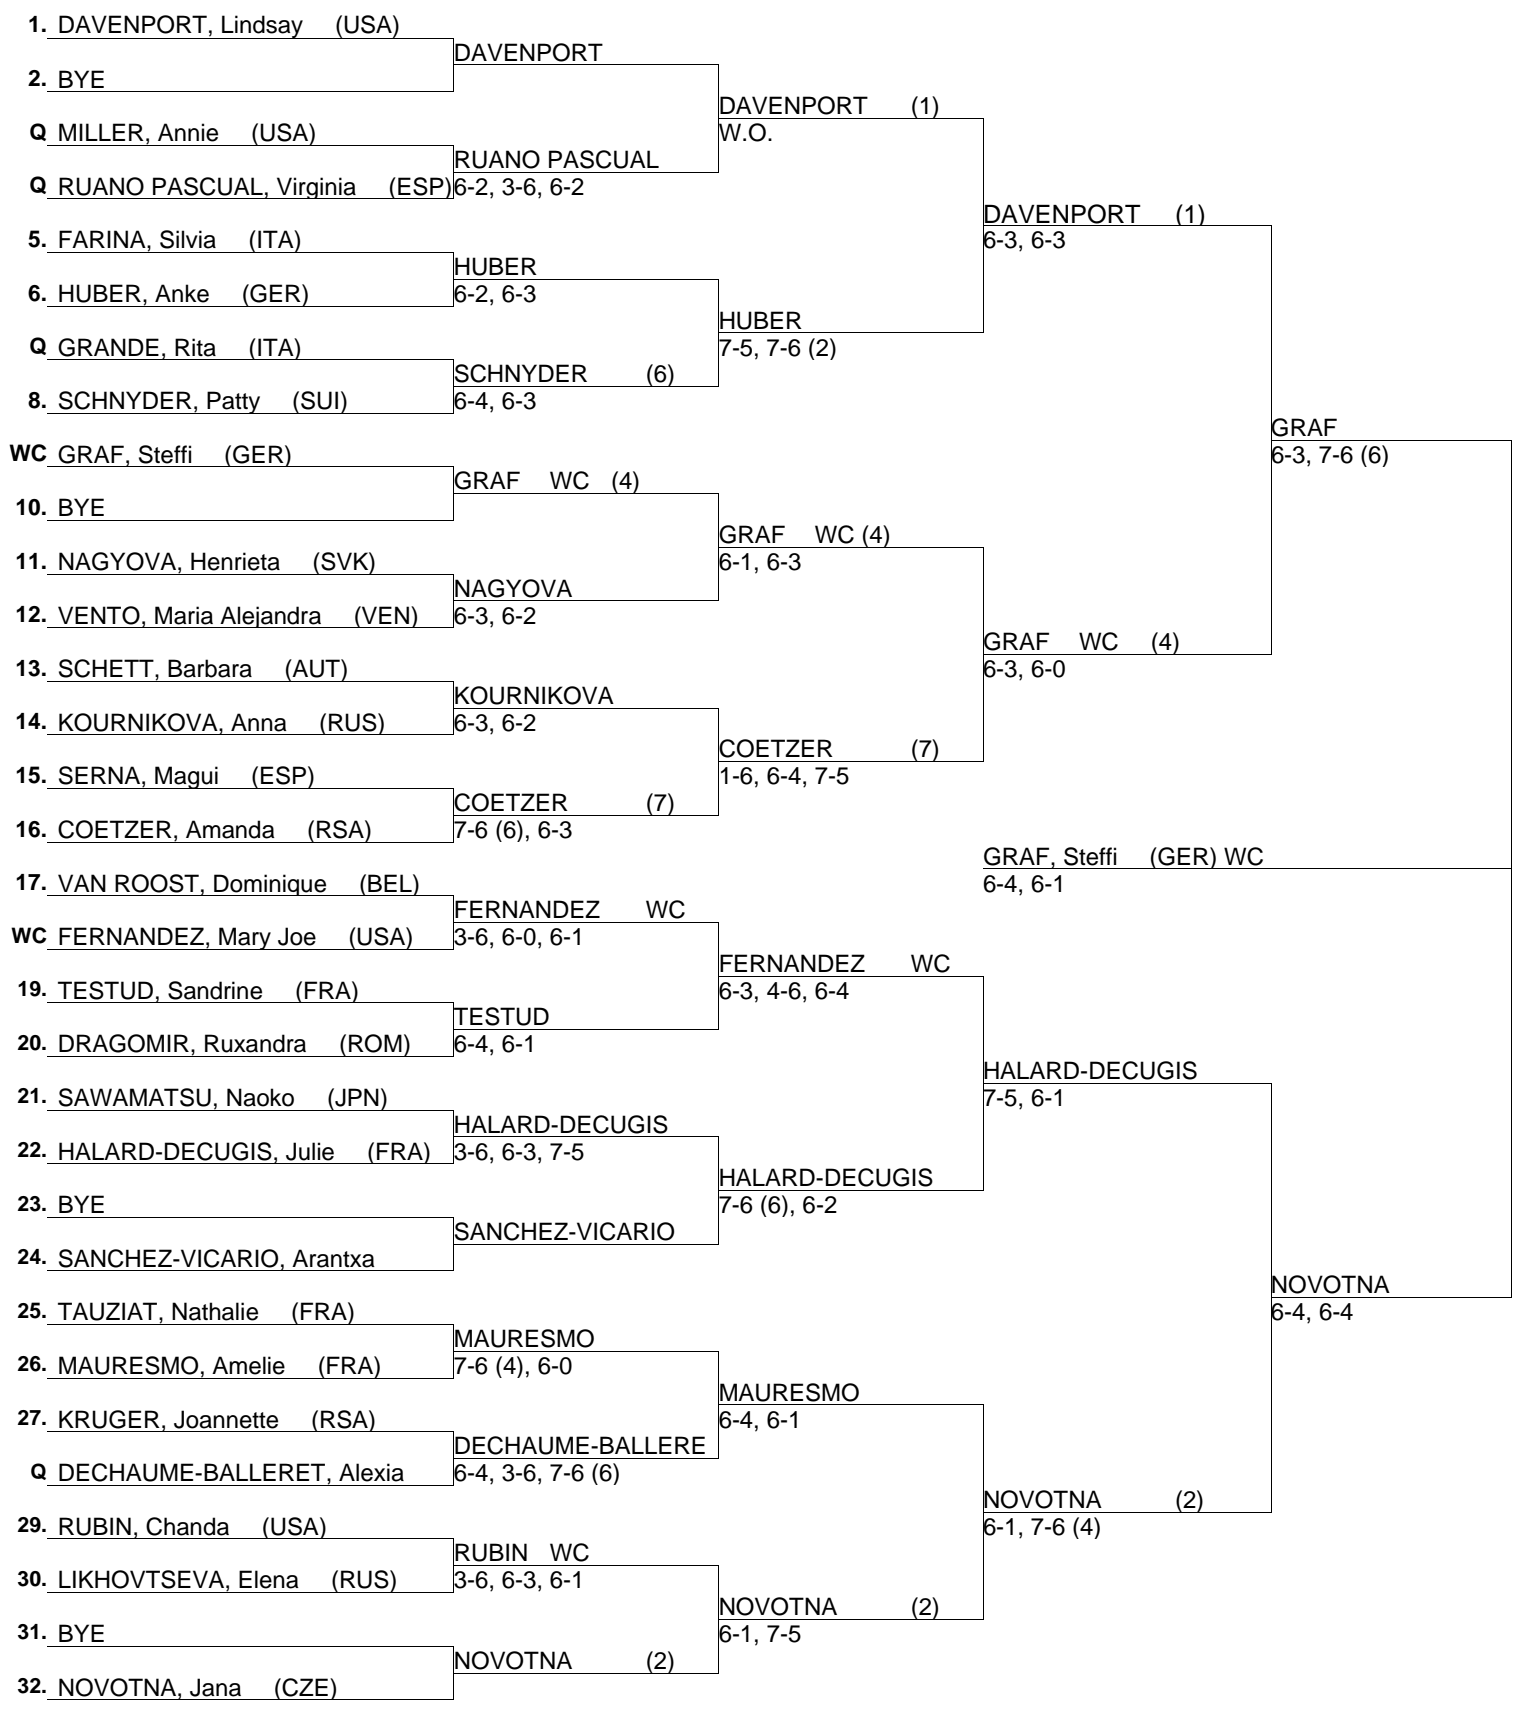 1. DAVENPORT, Lindsay (USA)
DAVENPORT
2. BYE
DAVENPORT (1)
Q MILLER, Annie (USA)
W.O.
RUANO PASCUAL
Q RUANO PASCUAL, Virginia (ESP)
6-2, 3-6, 6-2
DAVENPORT (1)
5. FARINA, Silvia (ITA)
6-3, 6-3
HUBER
6. HUBER, Anke (GER)
6-2, 6-3
HUBER
Q GRANDE, Rita (ITA)
7-5, 7-6 (2)
SCHNYDER (6)
8. SCHNYDER, Patty (SUI)
6-4, 6-3
GRAF
WC GRAF, Steffi (GER)
6-3, 7-6 (6)
GRAF WC (4)
10. BYE
GRAF WC (4)
11. NAGYOVA, Henrieta (SVK)
6-1, 6-3
NAGYOVA
12. VENTO, Maria Alejandra (VEN)
6-3, 6-2
GRAF WC (4)
13. SCHETT, Barbara (AUT)
6-3, 6-0
KOURNIKOVA
14. KOURNIKOVA, Anna (RUS)
6-3, 6-2
COETZER (7)
15. SERNA, Magui (ESP)
1-6, 6-4, 7-5
COETZER (7)
16. COETZER, Amanda (RSA)
7-6 (6), 6-3
GRAF, Steffi (GER) WC
17. VAN ROOST, Dominique (BEL)
6-4, 6-1
FERNANDEZ WC
WC FERNANDEZ, Mary Joe (USA)
3-6, 6-0, 6-1
FERNANDEZ WC
19. TESTUD, Sandrine (FRA)
6-3, 4-6, 6-4
TESTUD
20. DRAGOMIR, Ruxandra (ROM)
6-4, 6-1
HALARD-DECUGIS
21. SAWAMATSU, Naoko (JPN)
7-5, 6-1
HALARD-DECUGIS
22. HALARD-DECUGIS, Julie (FRA)
3-6, 6-3, 7-5
HALARD-DECUGIS
23. BYE
7-6 (6), 6-2
SANCHEZ-VICARIO
24. SANCHEZ-VICARIO, Arantxa
NOVOTNA
25. TAUZIAT, Nathalie (FRA)
6-4, 6-4
MAURESMO
26. MAURESMO, Amelie (FRA)
7-6 (4), 6-0
MAURESMO
27. KRUGER, Joannette (RSA)
6-4, 6-1
DECHAUME-BALLERE
Q DECHAUME-BALLERET, Alexia
6-4, 3-6, 7-6 (6)
NOVOTNA (2)
29. RUBIN, Chanda (USA)
6-1, 7-6 (4)
RUBIN WC
30. LIKHOVTSEVA, Elena (RUS)
3-6, 6-3, 6-1
NOVOTNA (2)
31. BYE
6-1, 7-5
NOVOTNA (2)
32. NOVOTNA, Jana (CZE)